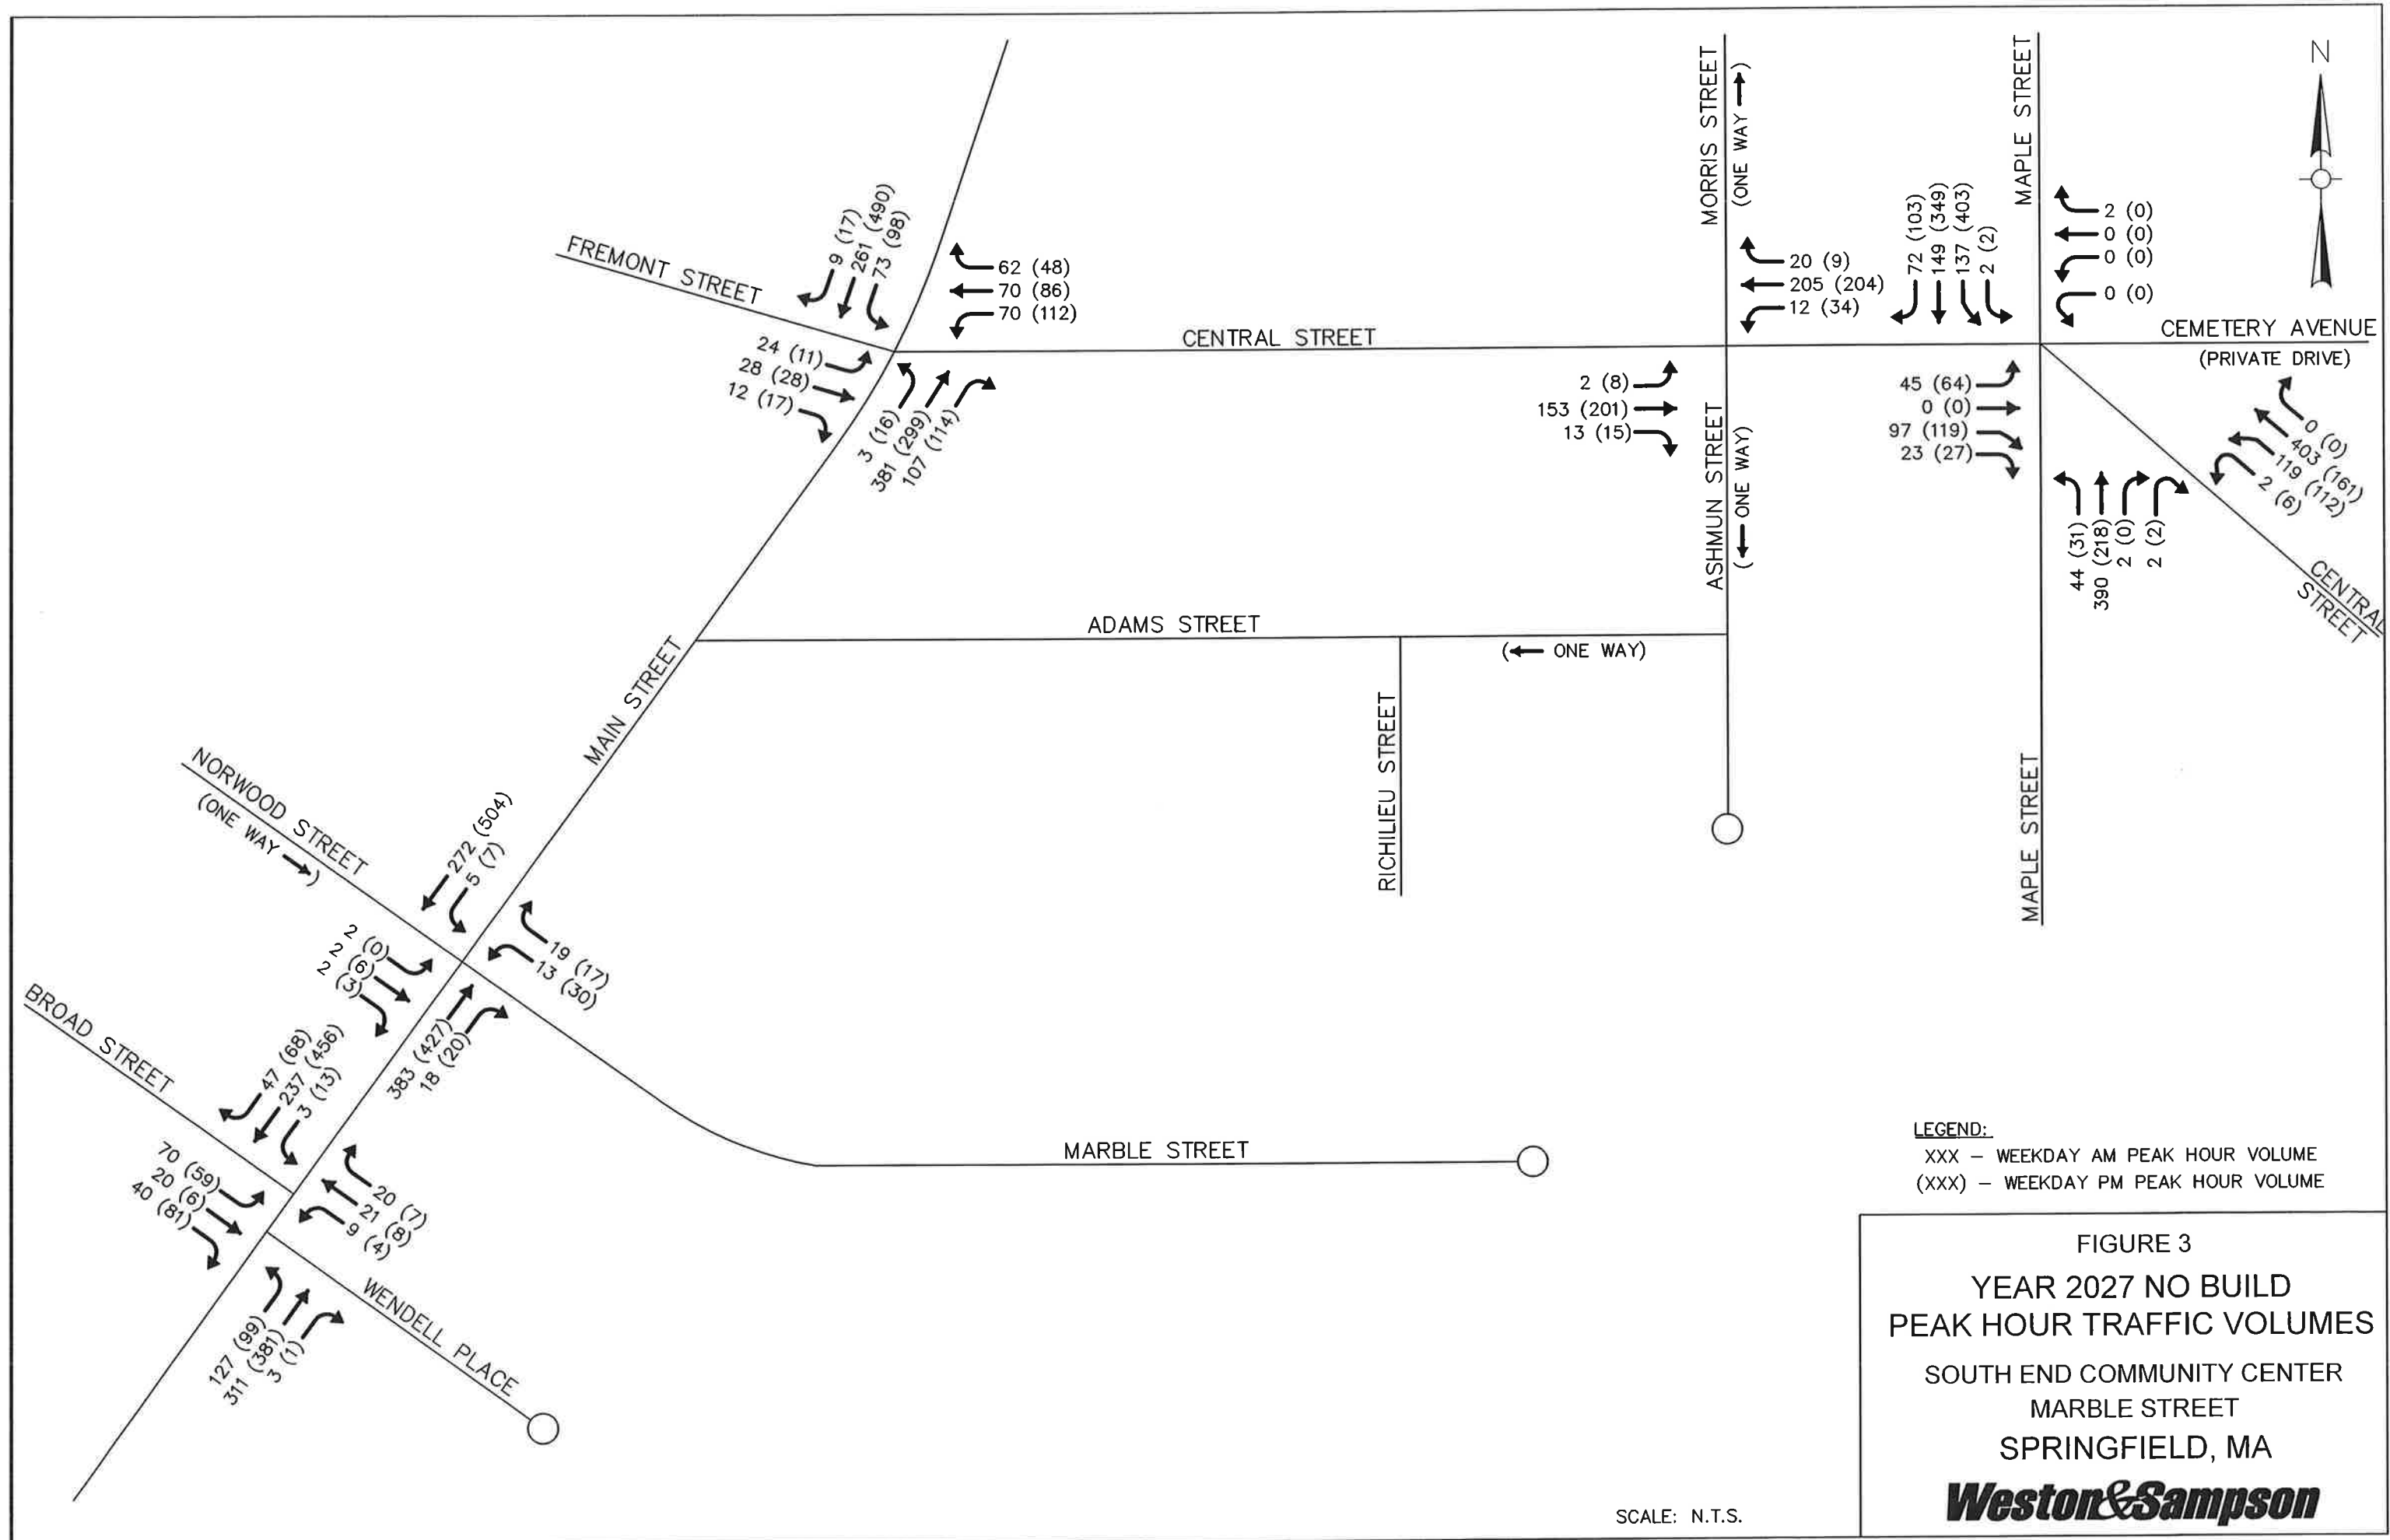 N
MORRIS STREET
(ONE WAY →)
MAPLE STREET
FREMONT STREET
9 (17)
261 (490)
73 (98)
62 (48)
70 (86)
70 (112)
24 (11)
28 (28)
12 (17)
3 (16)
381 (299)
107 (114)
CENTRAL STREET
20 (9)
205 (204)
12 (34)
2 (8)
153 (201)
13 (15)
ASHMUN STREET
(← ONE WAY)
72 (103)
149 (349)
137 (403)
2 (2)
2 (0)
0 (0)
0 (0)
0 (0)
CEMETERY AVENUE
(PRIVATE DRIVE)
45 (64)
0 (0)
97 (119)
23 (27)
0 (0)
403 (161)
119 (112)
2 (6)
44 (31)
390 (218)
2 (0)
2 (2)
CENTRAL
STREET
ADAMS STREET
(← ONE WAY)
MAIN STREET
RICHILIEU STREET
MAPLE STREET
NORWOOD STREET
(ONE WAY →)
272 (504)
5 (7)
2 (0)
2 (6)
2 (3)
19 (17)
13 (30)
383 (427)
18 (20)
BROAD STREET
47 (68)
237 (456)
3 (13)
70 (59)
20 (6)
40 (81)
20 (7)
21 (8)
9 (4)
127 (99)
311 (381)
3 (1)
WENDELL PLACE
MARBLE STREET
LEGEND:
XXX – WEEKDAY AM PEAK HOUR VOLUME
(XXX) – WEEKDAY PM PEAK HOUR VOLUME
FIGURE 3
YEAR 2027 NO BUILD
PEAK HOUR TRAFFIC VOLUMES
SOUTH END COMMUNITY CENTER
MARBLE STREET
SPRINGFIELD, MA
Weston&Sampson
SCALE: N.T.S.